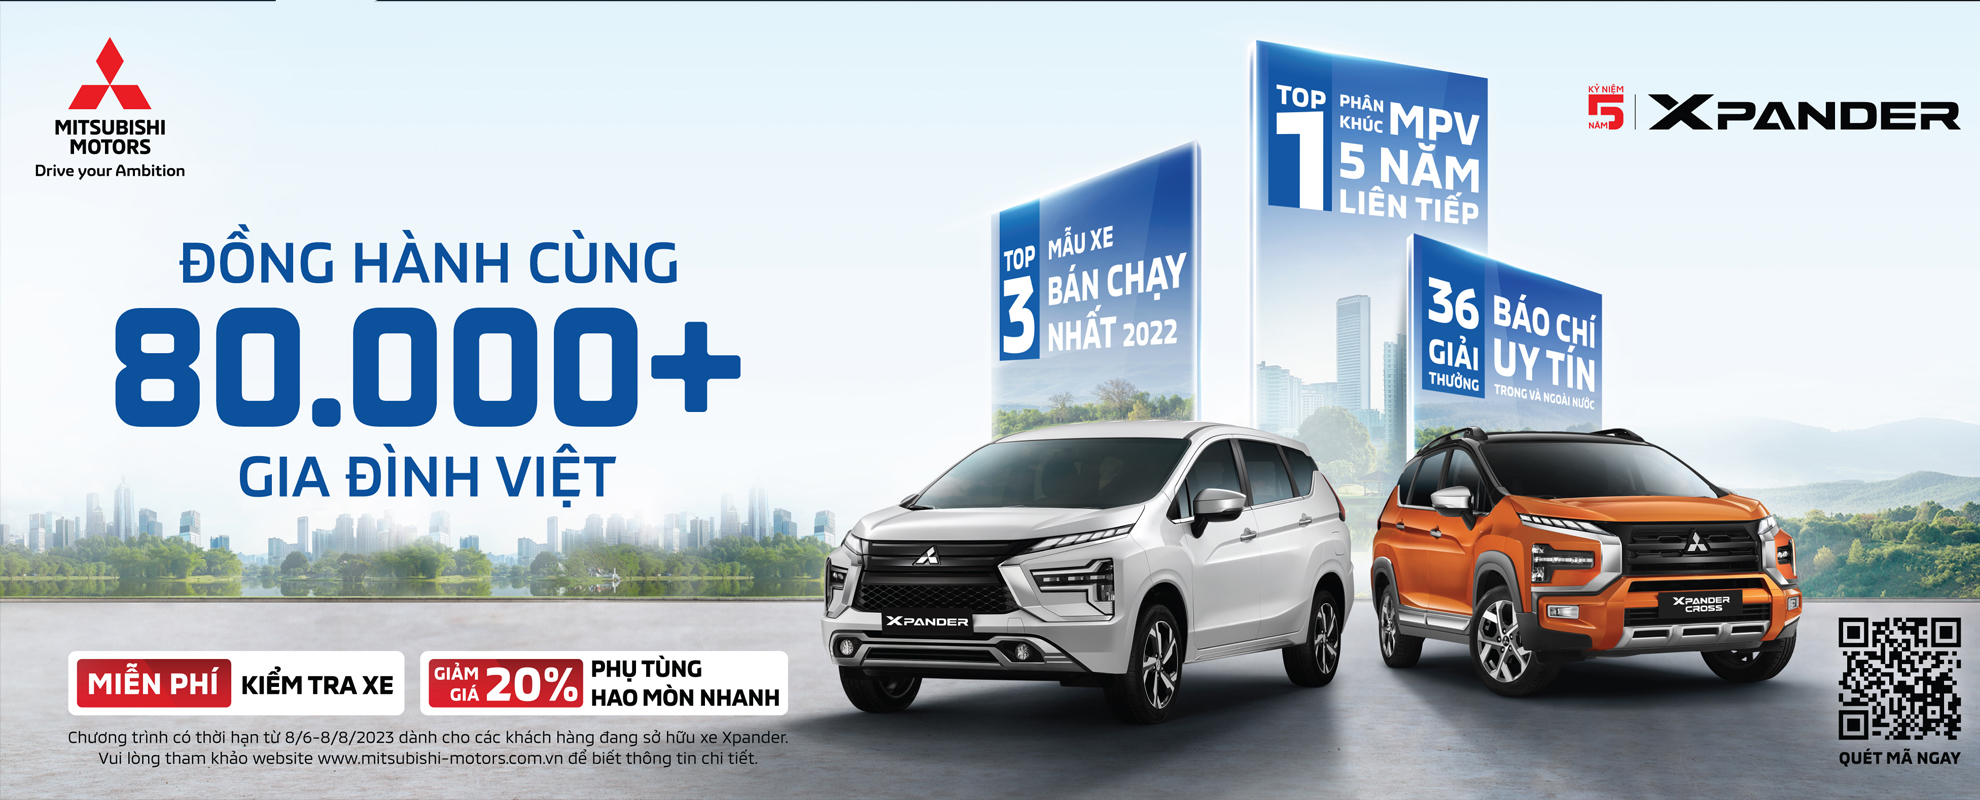 MITSUBISHI
MOTORS
Drive your Ambition
ĐỒNG HÀNH CÙNG
80.000+
GIA ĐÌNH VIỆT
MIỄN PHÍ KIỂM TRA XE
GIẢM
GIÁ
20%
PHỤ TÙNG
HAO MÒN NHANH
Chương trình có thời hạn từ 8/6-8/8/2023 dành cho các khách hàng đang sở hữu xe Xpander.
Vui lòng tham khảo website www.mitsubishi-motors.com.vn để biết thông tin chi tiết.
TOP
3
MẪU XE
BÁN CHẠY
NHẤT 2022
TOP
1
PHÂN
KHÚC
MPV
5 NĂM
LIÊN TIẾP
36
GIẢI
THƯỞNG
BÁO CHÍ
UY TÍN
TRONG VÀ NGOÀI NƯỚC
KỶ NIỆM
5
NĂM
XPANDER
XPANDER
XPANDER
CROSS
QUÉT MÃ NGAY